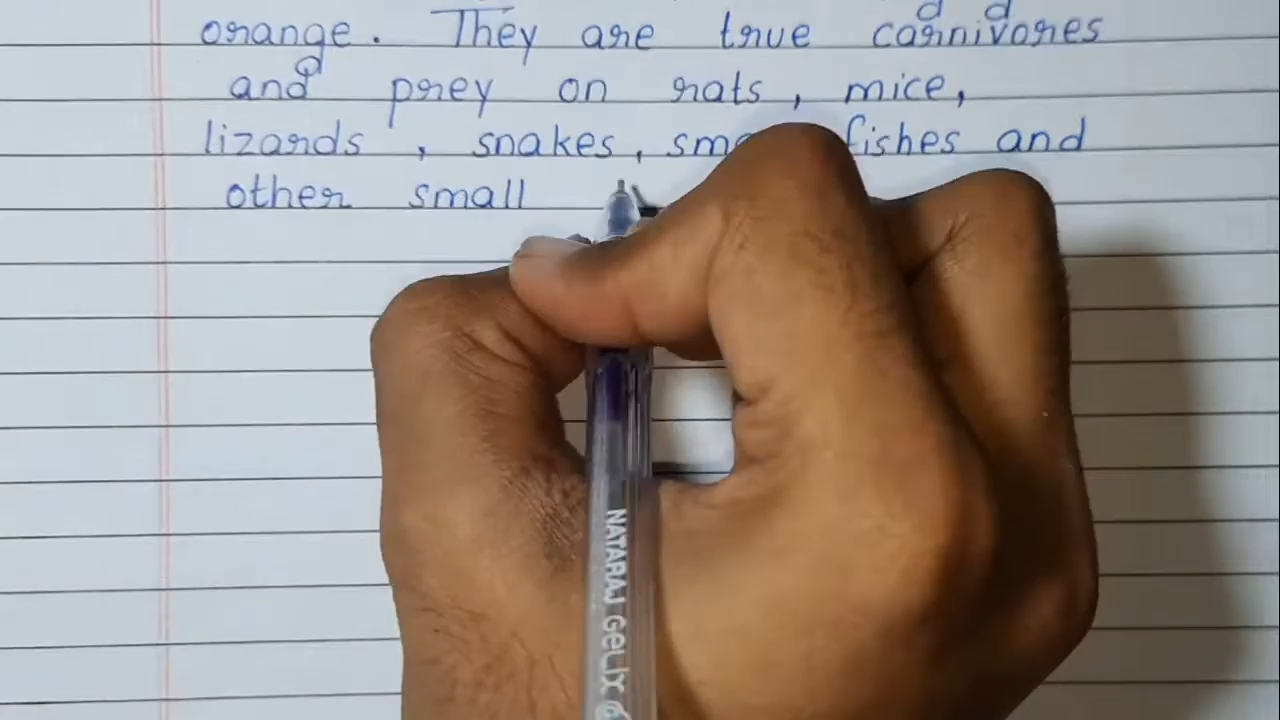 orange. They are true carnivores
and prey on rats, mice,
lizards, snakes, fishes and
other small
NATARAJ GELIX